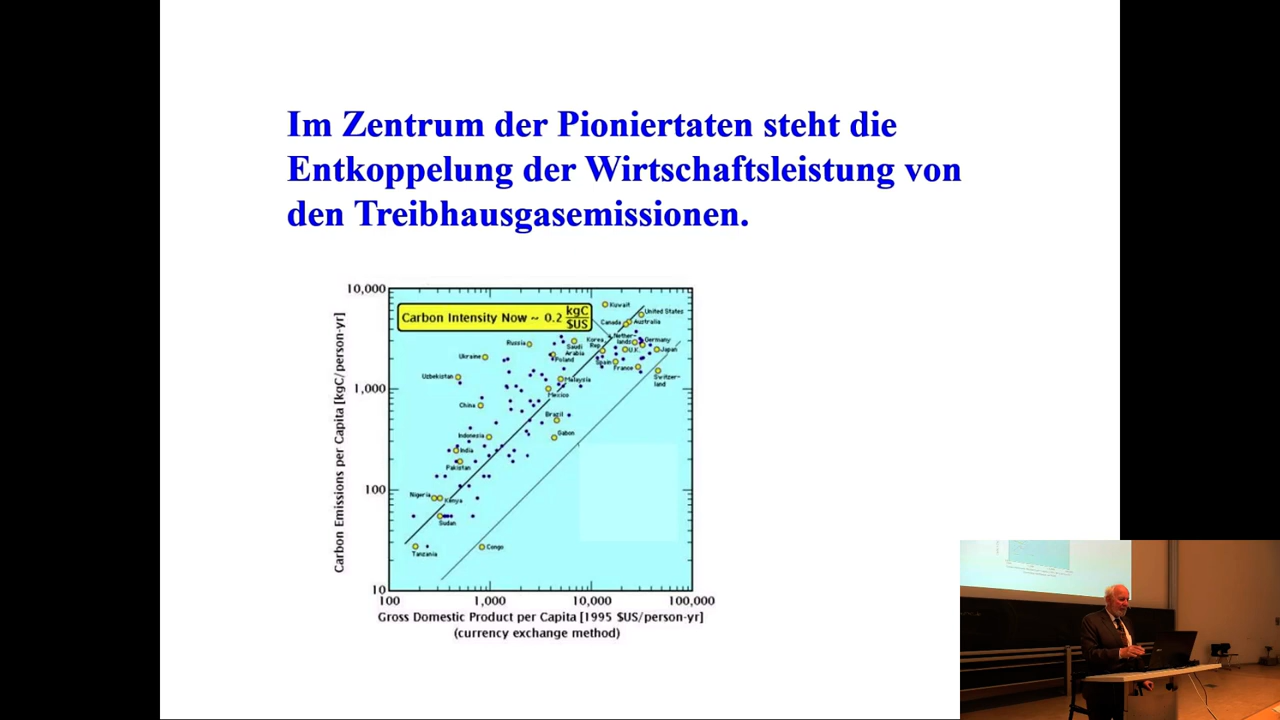 Im Zentrum der Pioniertaten steht die
Entkoppelung der Wirtschaftsleistung von
den Treibhausgasemissionen.
10,000
Carbon Intensity Now ~ 0.2 kgC/$US
Kuwait
United States
Canada
Australia
Russia
Saudi
Arabia
Korea
Rep
Nether-
lands
Germany
U.K.
Japan
Ukraine
Poland
Spain
France
Switzer-
land
Uzbekistan
Malaysia
1,000
Mexico
China
Brazil
Gabon
Indonesia
India
Pakistan
100
Nigeria
Kenya
Sudan
Congo
Tanzania
10
100
1,000
10,000
100,000
Carbon Emissions per Capita [kgC/person-yr]
Gross Domestic Product per Capita [1995 $US/person-yr]
(currency exchange method)